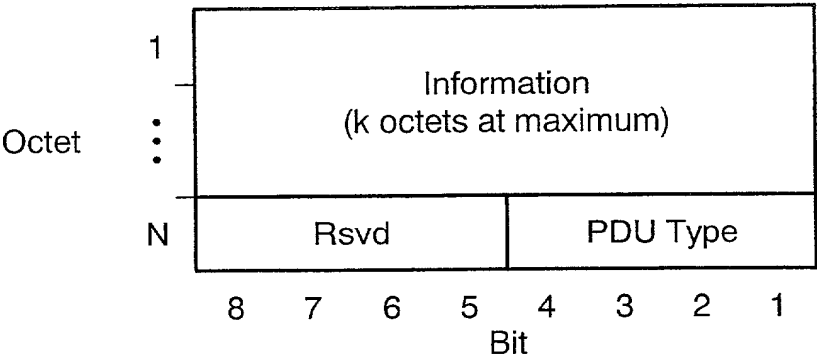 1
Information
(k octets at maximum)
Octet
N
Rsvd
PDU Type
8 7 6 5 4 3 2 1
Bit